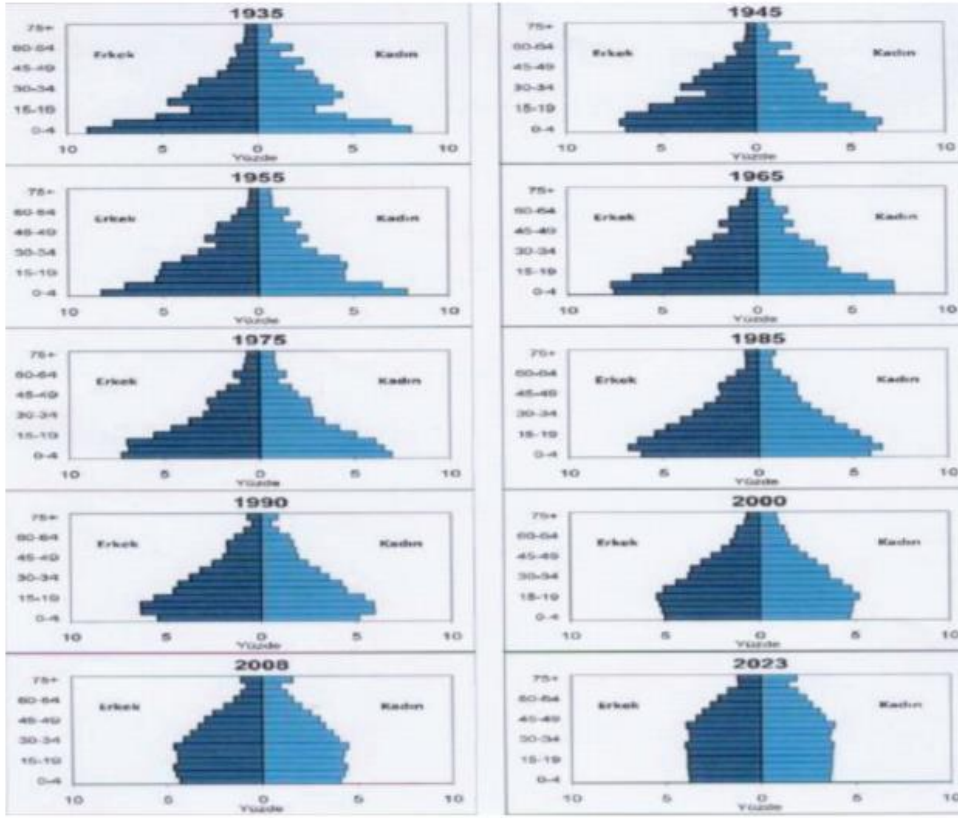 1935
75+
60-64
45-49
30-34
15-19
0-4
Erkek
Kadın
10 5 0 5 10
Yüzde
1945
75+
60-64
45-49
30-34
15-19
0-4
Erkek
Kadın
10 5 0 5 10
Yüzde
1955
75+
60-64
45-49
30-34
15-19
0-4
Erkek
Kadın
10 5 0 5 10
Yüzde
1965
75+
60-64
45-49
30-34
15-19
0-4
Erkek
Kadın
10 5 0 5 10
Yüzde
1975
75+
60-64
45-49
30-34
15-19
0-4
Erkek
Kadın
10 5 0 5 10
Yüzde
1985
75+
60-64
45-49
30-34
15-19
0-4
Erkek
Kadın
10 5 0 5 10
Yüzde
1990
75+
60-64
45-49
30-34
15-19
0-4
Erkek
Kadın
10 5 0 5 10
Yüzde
2000
75+
60-64
45-49
30-34
15-19
0-4
Erkek
Kadın
10 5 0 5 10
Yüzde
2008
75+
60-64
45-49
30-34
15-19
0-4
Erkek
Kadın
10 5 0 5 10
Yüzde
2023
75+
60-64
45-49
30-34
15-19
0-4
Erkek
Kadın
10 5 0 5 10
Yüzde